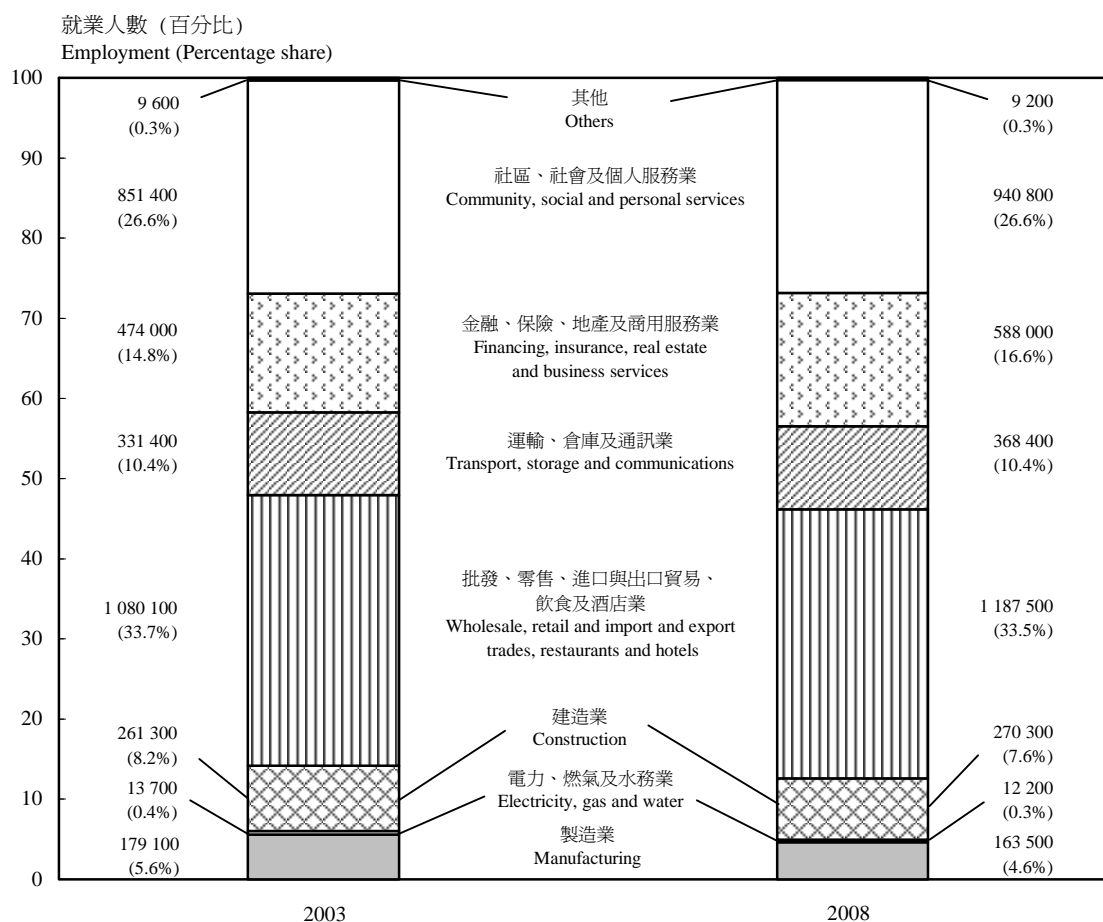 就業人數 (百分比)
Employment (Percentage share)
100
90
80
70
60
50
40
30
20
10
0
9 600
(0.3%)
851 400
(26.6%)
474 000
(14.8%)
331 400
(10.4%)
1 080 100
(33.7%)
261 300
(8.2%)
13 700
(0.4%)
179 100
(5.6%)
其他
Others
社區、社會及個人服務業
Community, social and personal services
金融、保險、地產及商用服務業
Financing, insurance, real estate
and business services
運輸、倉庫及通訊業
Transport, storage and communications
批發、零售、進口與出口貿易、
飲食及酒店業
Wholesale, retail and import and export
trades, restaurants and hotels
建造業
Construction
電力、燃氣及水務業
Electricity, gas and water
製造業
Manufacturing
9 200
(0.3%)
940 800
(26.6%)
588 000
(16.6%)
368 400
(10.4%)
1 187 500
(33.5%)
270 300
(7.6%)
12 200
(0.3%)
163 500
(4.6%)
2003
2008